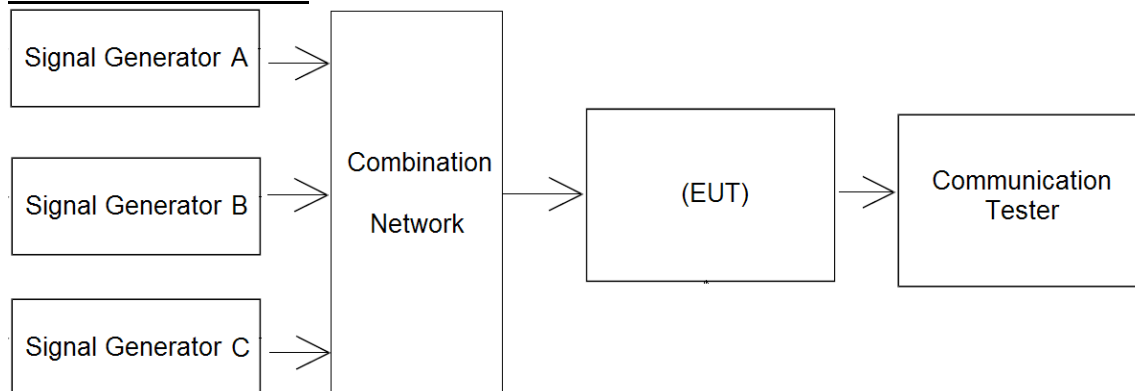 Signal Generator A
Signal Generator B
Signal Generator C
Combination
Network
(EUT)
Communication
Tester